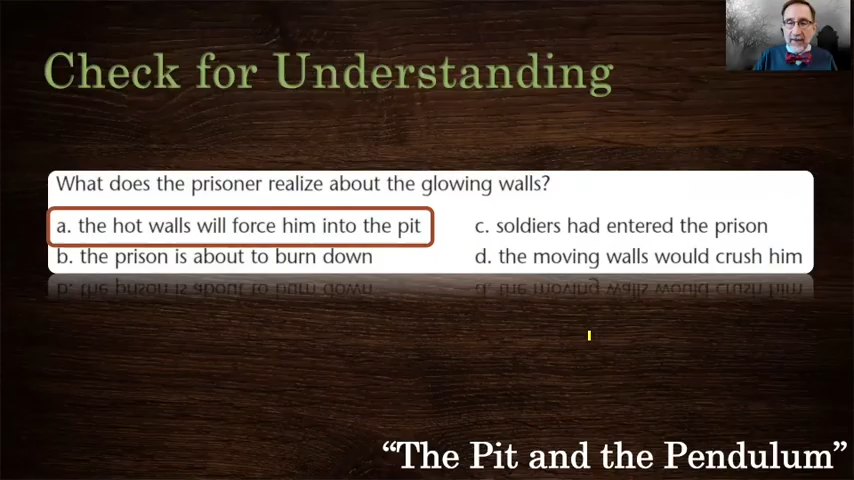 Check for Understanding
What does the prisoner realize about the glowing walls?
a. the hot walls will force him into the pit
c. soldiers had entered the prison
b. the prison is about to burn down
d. the moving walls would crush him
“The Pit and the Pendulum”